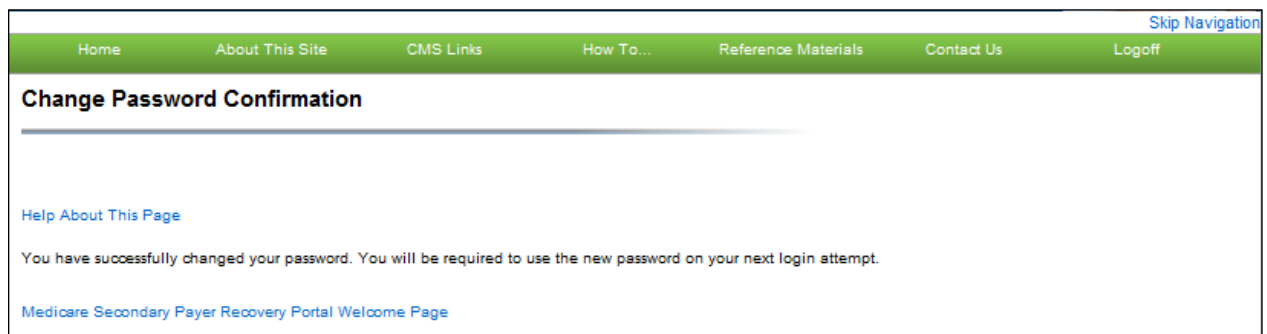 Skip Navigation
Home About This Site CMS Links How To... Reference Materials Contact Us Logoff
Change Password Confirmation
Help About This Page
You have successfully changed your password. You will be required to use the new password on your next login attempt.
Medicare Secondary Payer Recovery Portal Welcome Page